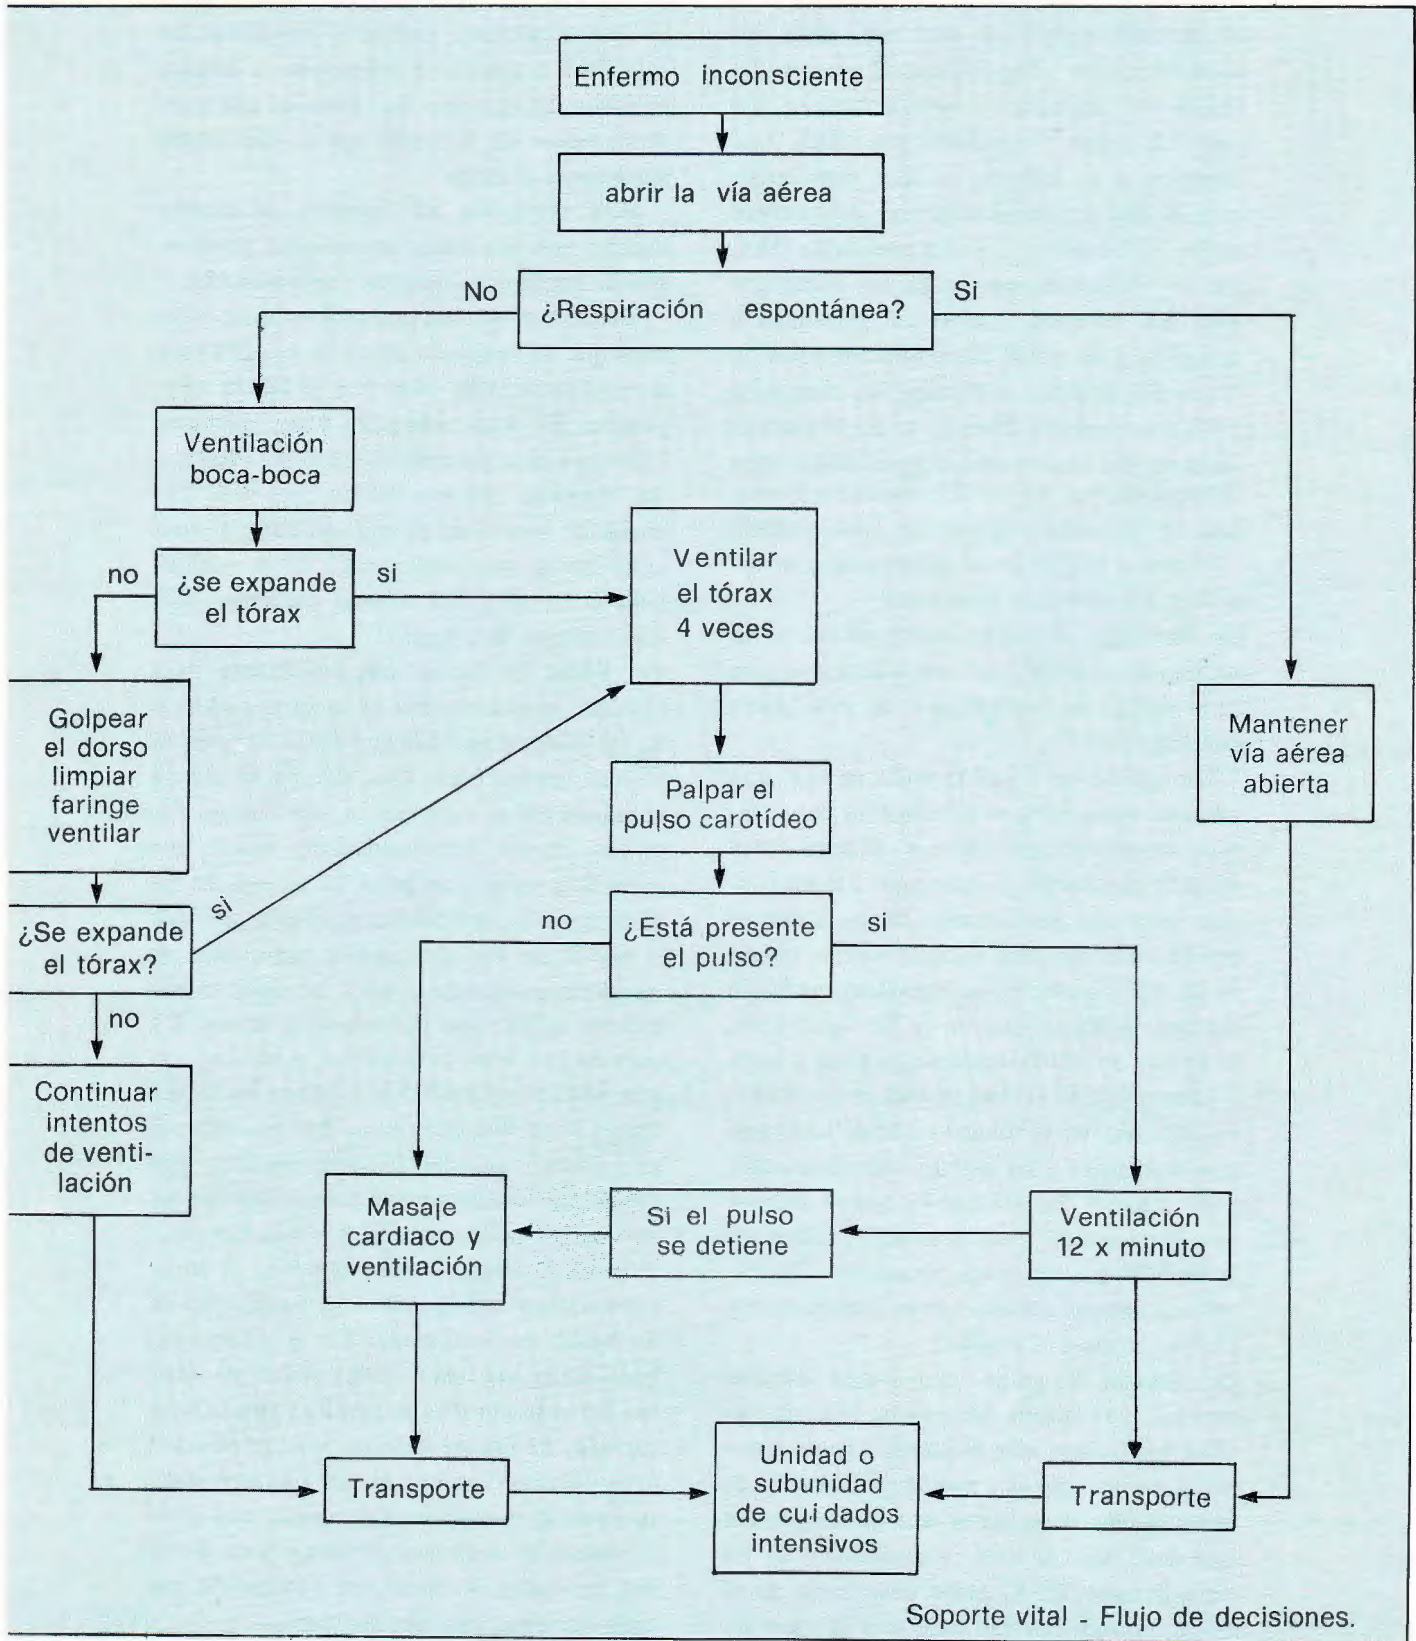 Enfermo inconsciente
abrir la vía aérea
No
¿Respiración espontánea?
Si
Ventilación
boca-boca
no
¿se expande
el tórax
si
Ventilar
el tórax
4 veces
Golpear
el dorso
limpiar
faringe
ventilar
Palpar el
pulso carotídeo
Mantener
vía aérea
abierta
¿Se expande
el tórax?
si
no
¿Está presente
el pulso?
si
no
Continuar
intentos
de venti-
lación
Masaje
cardiaco y
ventilación
Si el pulso
se detiene
Ventilación
12 x minuto
Transporte
Unidad o
subunidad
de cuidados
intensivos
Transporte
Soporte vital - Flujo de decisiones.